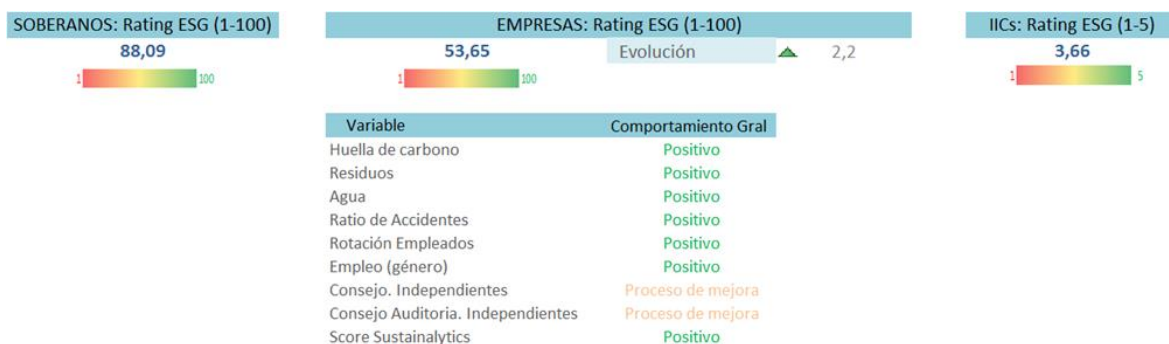 SOBERANOS: Rating ESG (1-100)
88,09
1 100
EMPRESAS: Rating ESG (1-100)
53,65 Evolución 2,2
1 100
IICs: Rating ESG (1-5)
3,66
1 5
Variable Comportamiento Gral
Huella de carbono Positivo
Residuos Positivo
Agua Positivo
Ratio de Accidentes Positivo
Rotación Empleados Positivo
Empleo (género) Positivo
Consejo. Independientes Proceso de mejora
Consejo Auditoria. Independientes Proceso de mejora
Score Sustainalytics Positivo